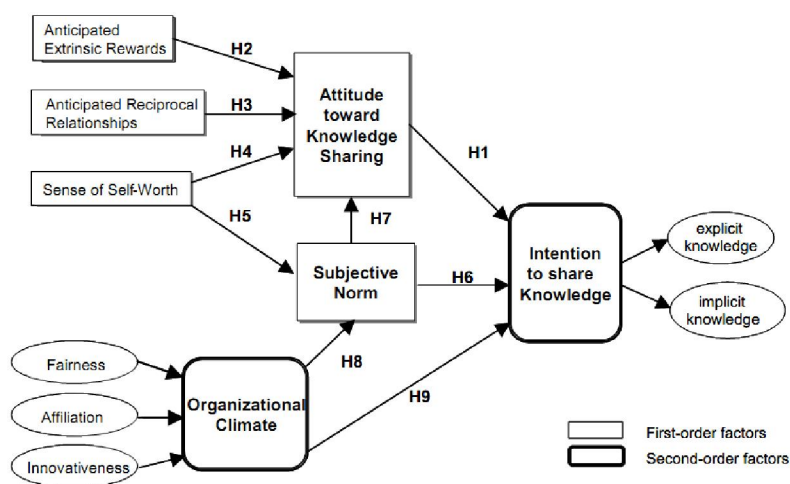 Anticipated
Extrinsic Rewards
H2
Attitude
toward
Knowledge
Sharing
Anticipated Reciprocal
Relationships
H3
H4
H1
Sense of Self-Worth
H5
H7
Subjective
Norm
H6
Intention
to share
Knowledge
explicit
knowledge
implicit
knowledge
H8
H9
Fairness
Affiliation
Innovativeness
Organizational
Climate
First-order factors
Second-order factors